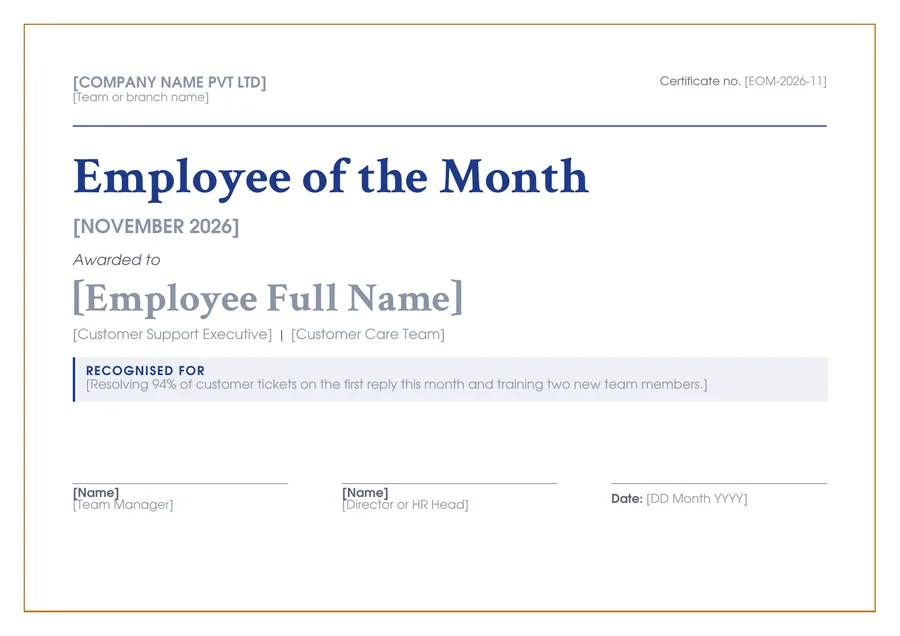 [COMPANY NAME PVT LTD]
[Team or branch name]
Certificate no. [EOM-2026-11]
Employee of the Month
[NOVEMBER 2026]
Awarded to
[Employee Full Name]
[Customer Support Executive] | [Customer Care Team]
RECOGNISED FOR
[Resolving 94% of customer tickets on the first reply this month and training two new team members.]
[Name]
[Team Manager]
[Name]
[Director or HR Head]
Date: [DD Month YYYY]